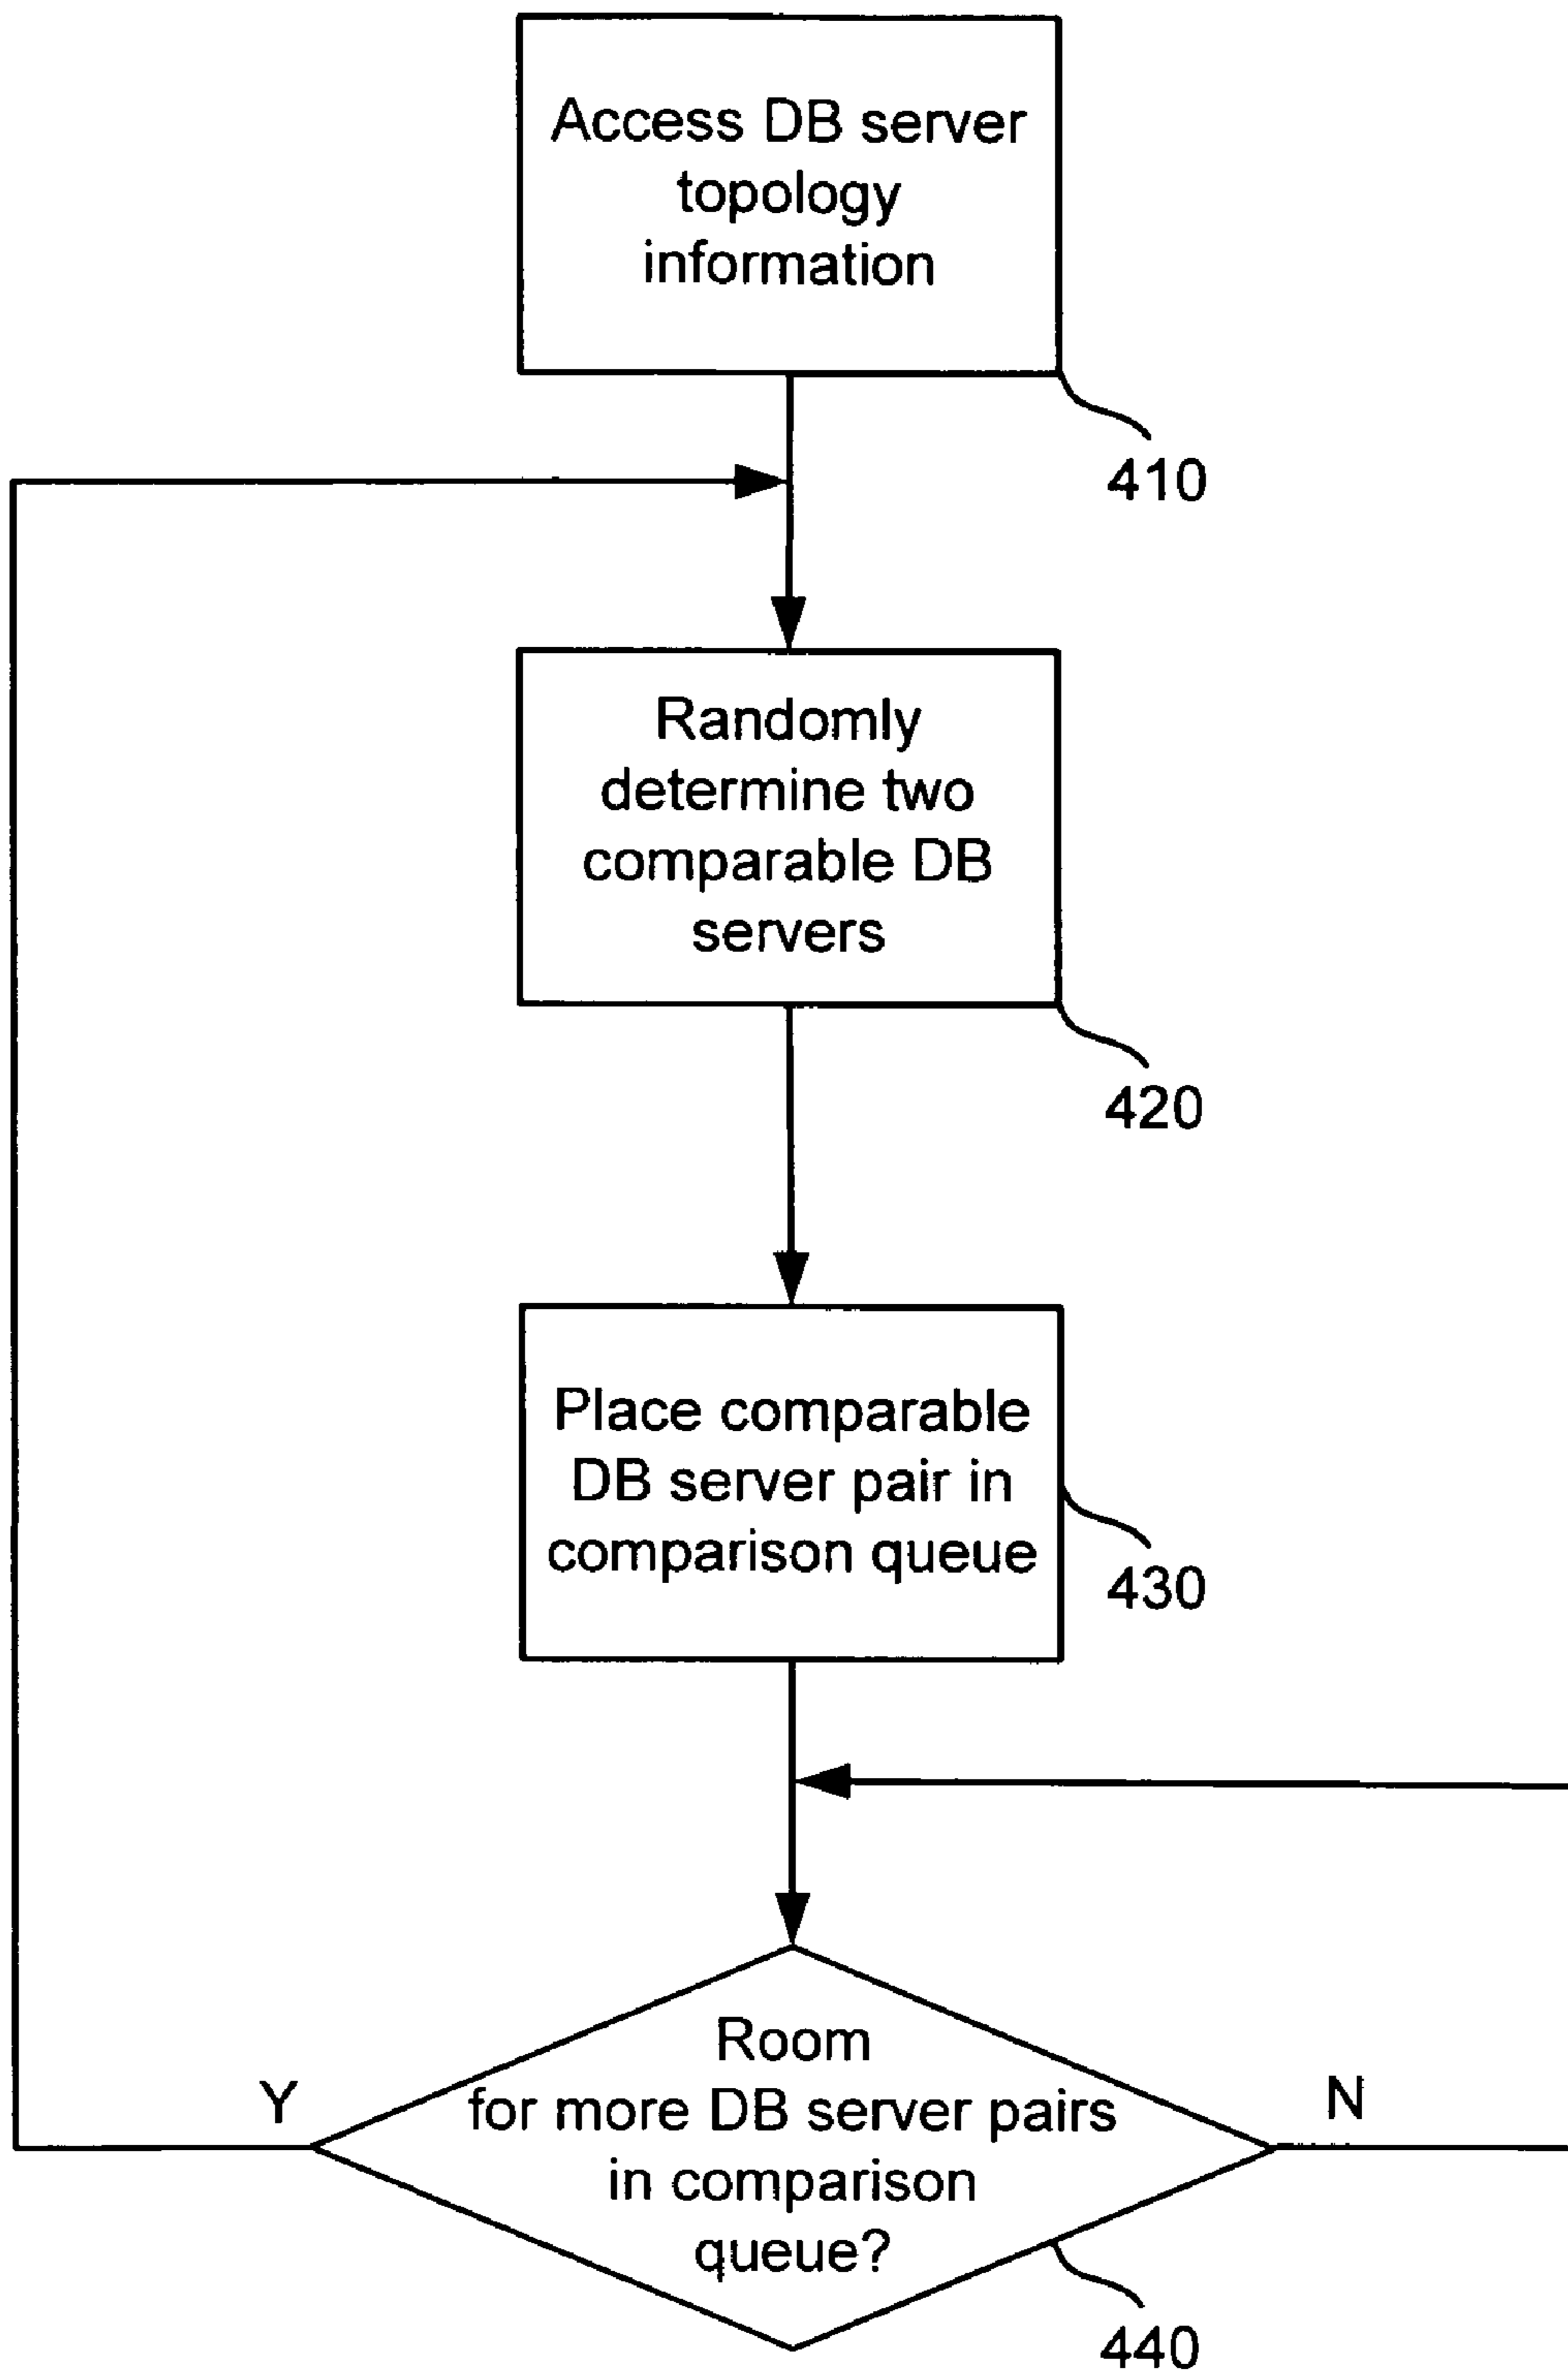 Access DB server
topology
information
410
Randomly
determine two
comparable DB
servers
420
Place comparable
DB server pair in
comparison queue
430
Room
for more DB server pairs
in comparison
queue?
Y
N
440